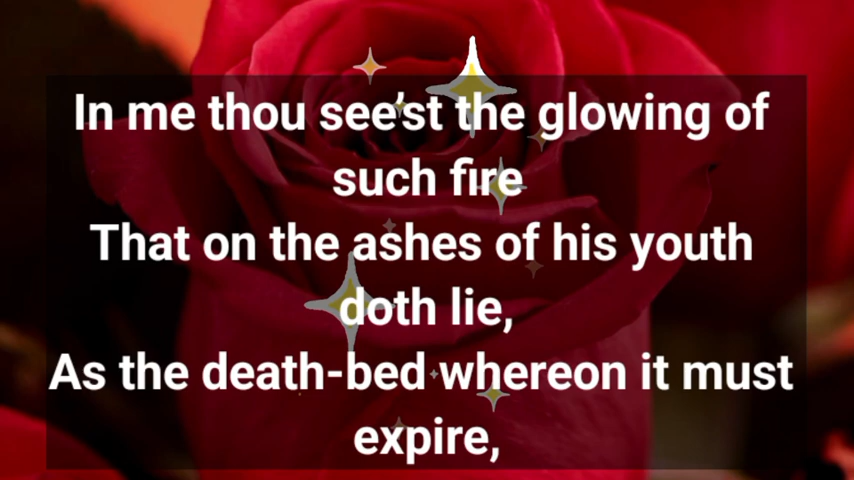 In me thou see’st the glowing of
such fire
That on the ashes of his youth
doth lie,
As the death-bed whereon it must
expire,